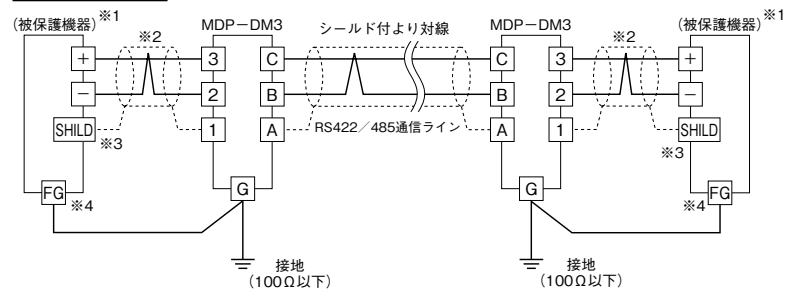 (被保護機器)※1 MDP−DM3 シールド付より対線 MDP−DM3 (被保護機器)※1
※2 ※2
+ 3 C C 3 +
− 2 B B 2 −
SHILD 1 A RS422/485通信ライン A 1 SHILD
※3 ※3
FG G G FG
※4 ※4
接地 接地
(100Ω以下) (100Ω以下)